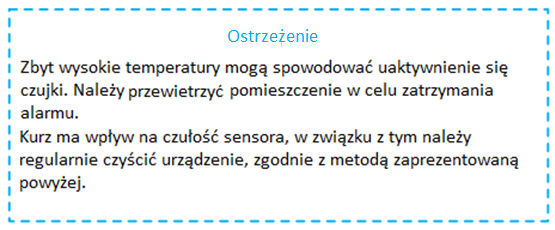 Ostrzeżenie
Zbyt wysokie temperatury mogą spowodować uaktywnienie się
czujki. Należy przewietrzyć pomieszczenie w celu zatrzymania
alarmu.
Kurz ma wpływ na czułość sensora, w związku z tym należy
regularnie czyścić urządzenie, zgodnie z metodą zaprezentowaną
powyżej.